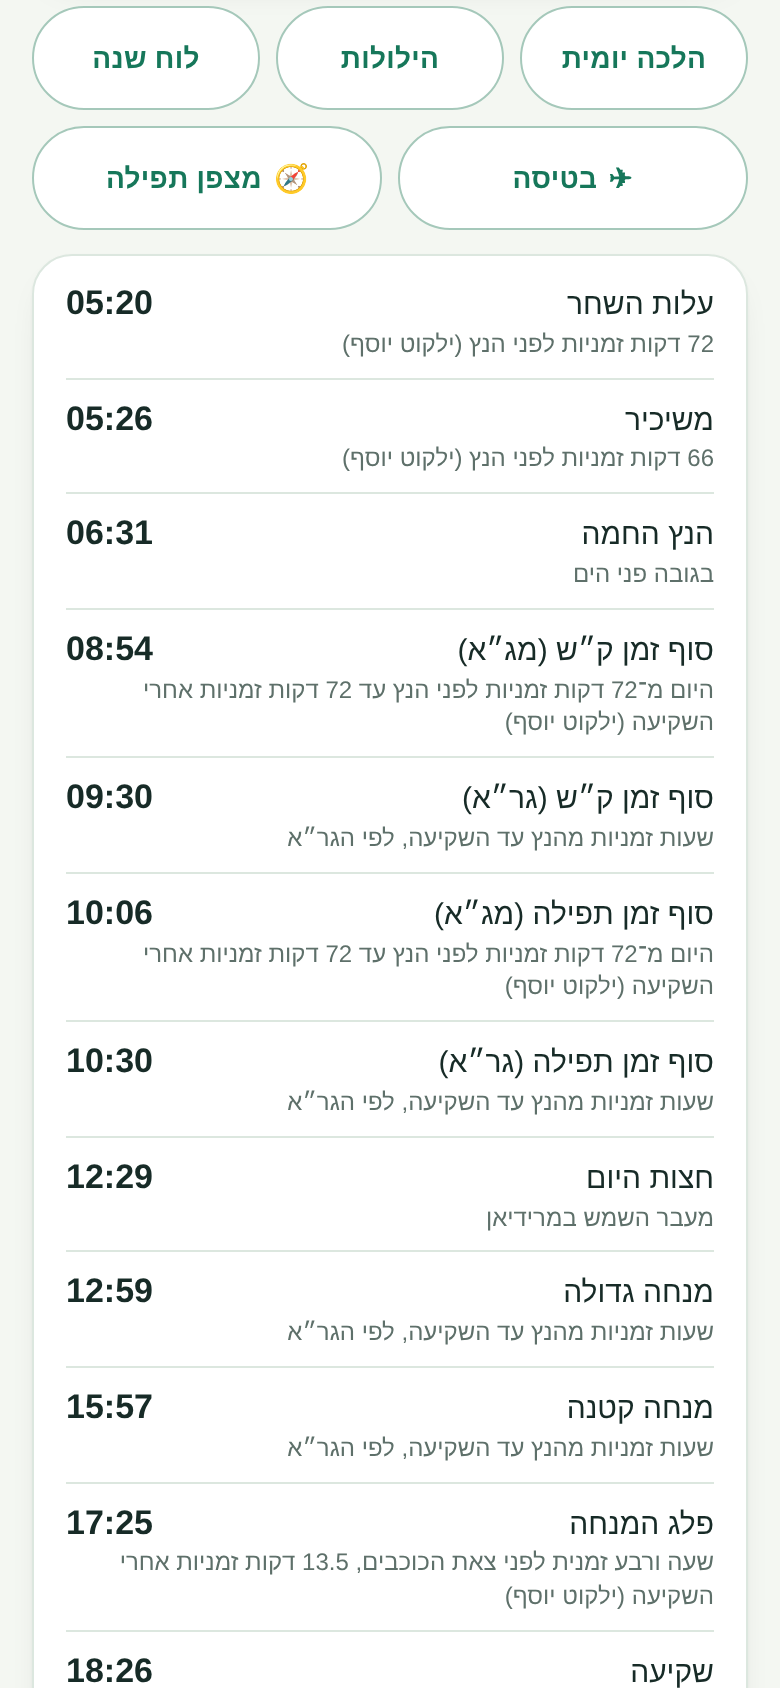 הלכה יומית
הילולות
לוח שנה
✈ בטיסה
🧭 מצפן תפילה
עלות השחר 05:20
72 דקות זמניות לפני הנץ (ילקוט יוסף)
משיכיר 05:26
66 דקות זמניות לפני הנץ (ילקוט יוסף)
הנץ החמה 06:31
בגובה פני הים
סוף זמן ק״ש (מג״א) 08:54
היום מ־72 דקות זמניות לפני הנץ עד 72 דקות זמניות אחרי
השקיעה (ילקוט יוסף)
סוף זמן ק״ש (גר״א) 09:30
שעות זמניות מהנץ עד השקיעה, לפי הגר״א
סוף זמן תפילה (מג״א) 10:06
היום מ־72 דקות זמניות לפני הנץ עד 72 דקות זמניות אחרי
השקיעה (ילקוט יוסף)
סוף זמן תפילה (גר״א) 10:30
שעות זמניות מהנץ עד השקיעה, לפי הגר״א
חצות היום 12:29
מעבר השמש במרידיאן
מנחה גדולה 12:59
שעות זמניות מהנץ עד השקיעה, לפי הגר״א
מנחה קטנה 15:57
שעות זמניות מהנץ עד השקיעה, לפי הגר״א
פלג המנחה 17:25
שעה ורבע זמנית לפני צאת הכוכבים, 13.5 דקות זמניות אחרי
השקיעה (ילקוט יוסף)
שקיעה 18:26